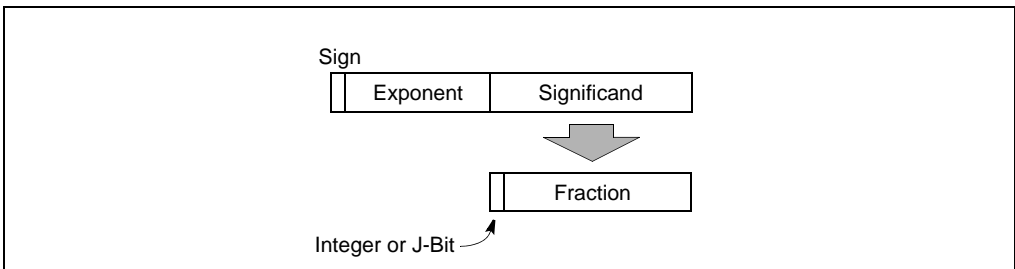 Sign
Exponent Significand
Fraction
Integer or J-Bit